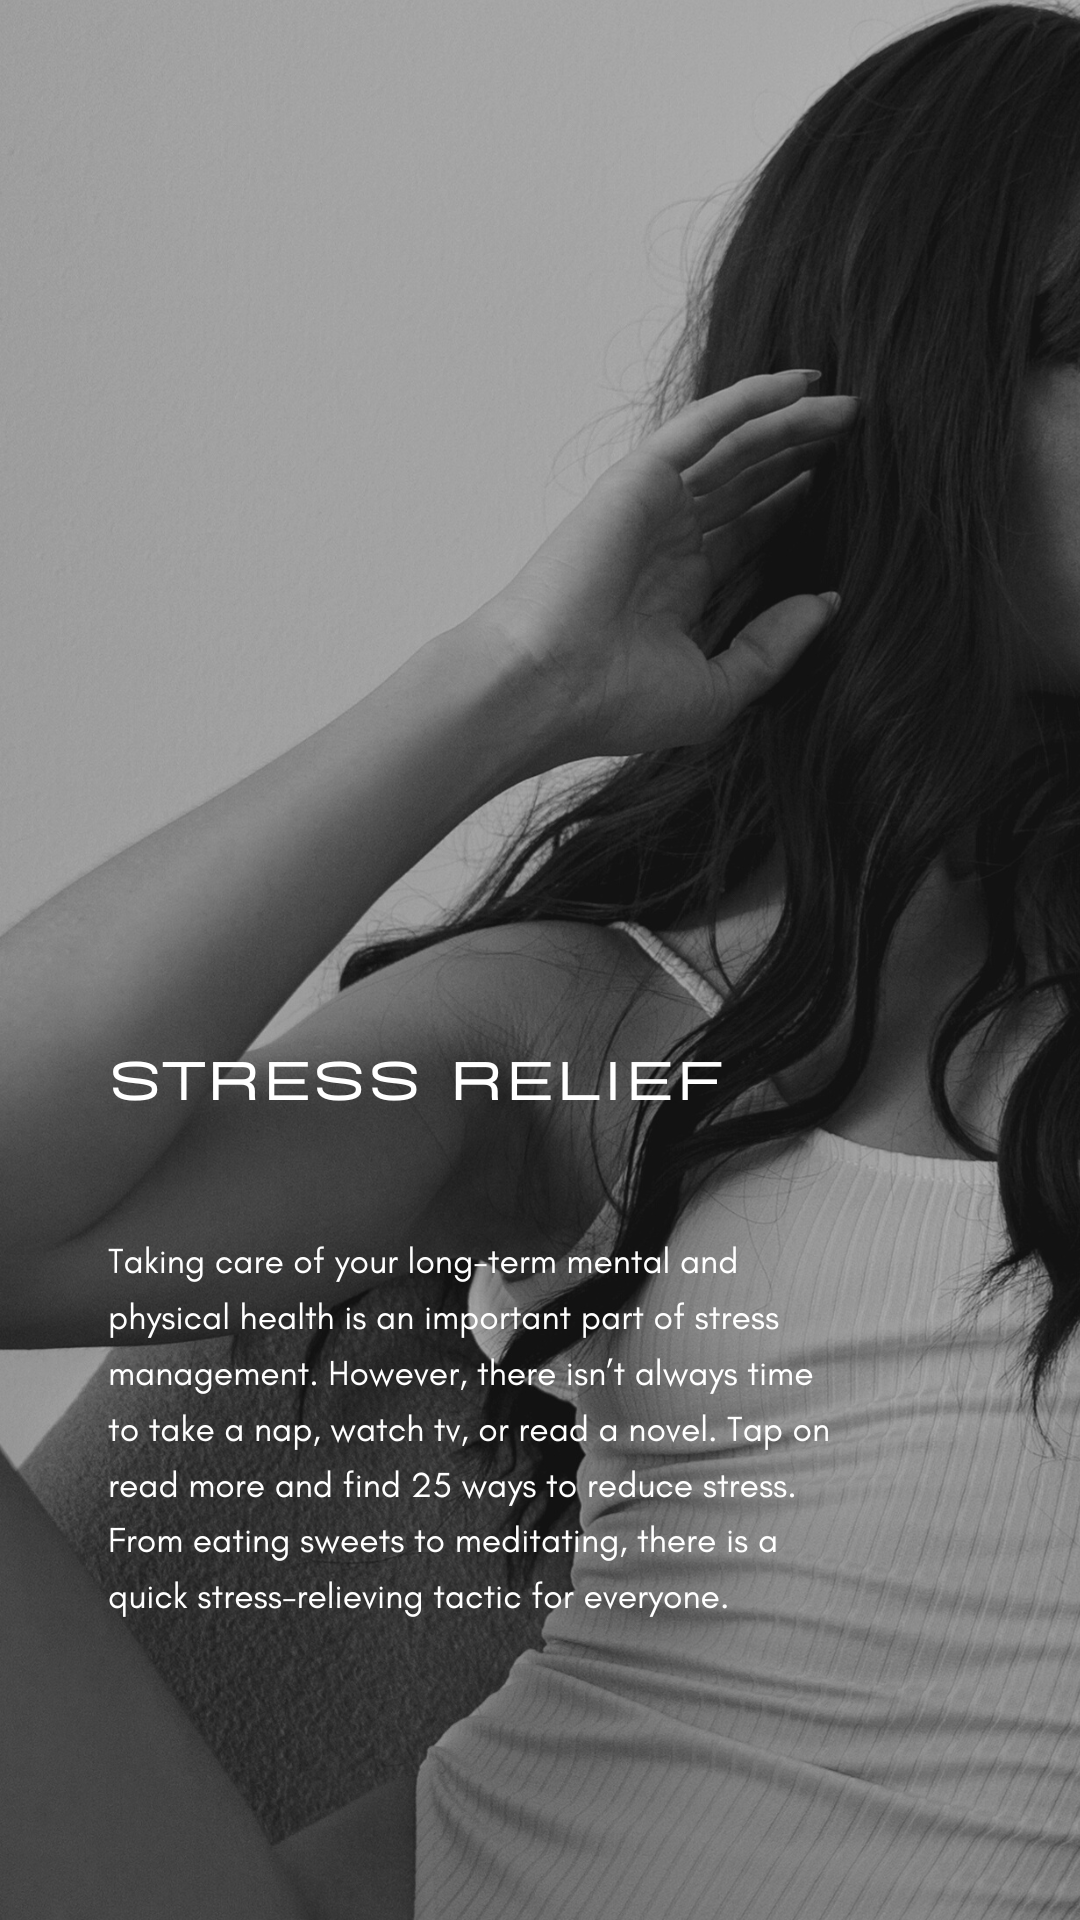 STRESS RELIEF
Taking care of your long-term mental and
physical health is an important part of stress
management. However, there isn’t always time
to take a nap, watch tv, or read a novel. Tap on
read more and find 25 ways to reduce stress.
From eating sweets to meditating, there is a
quick stress-relieving tactic for everyone.